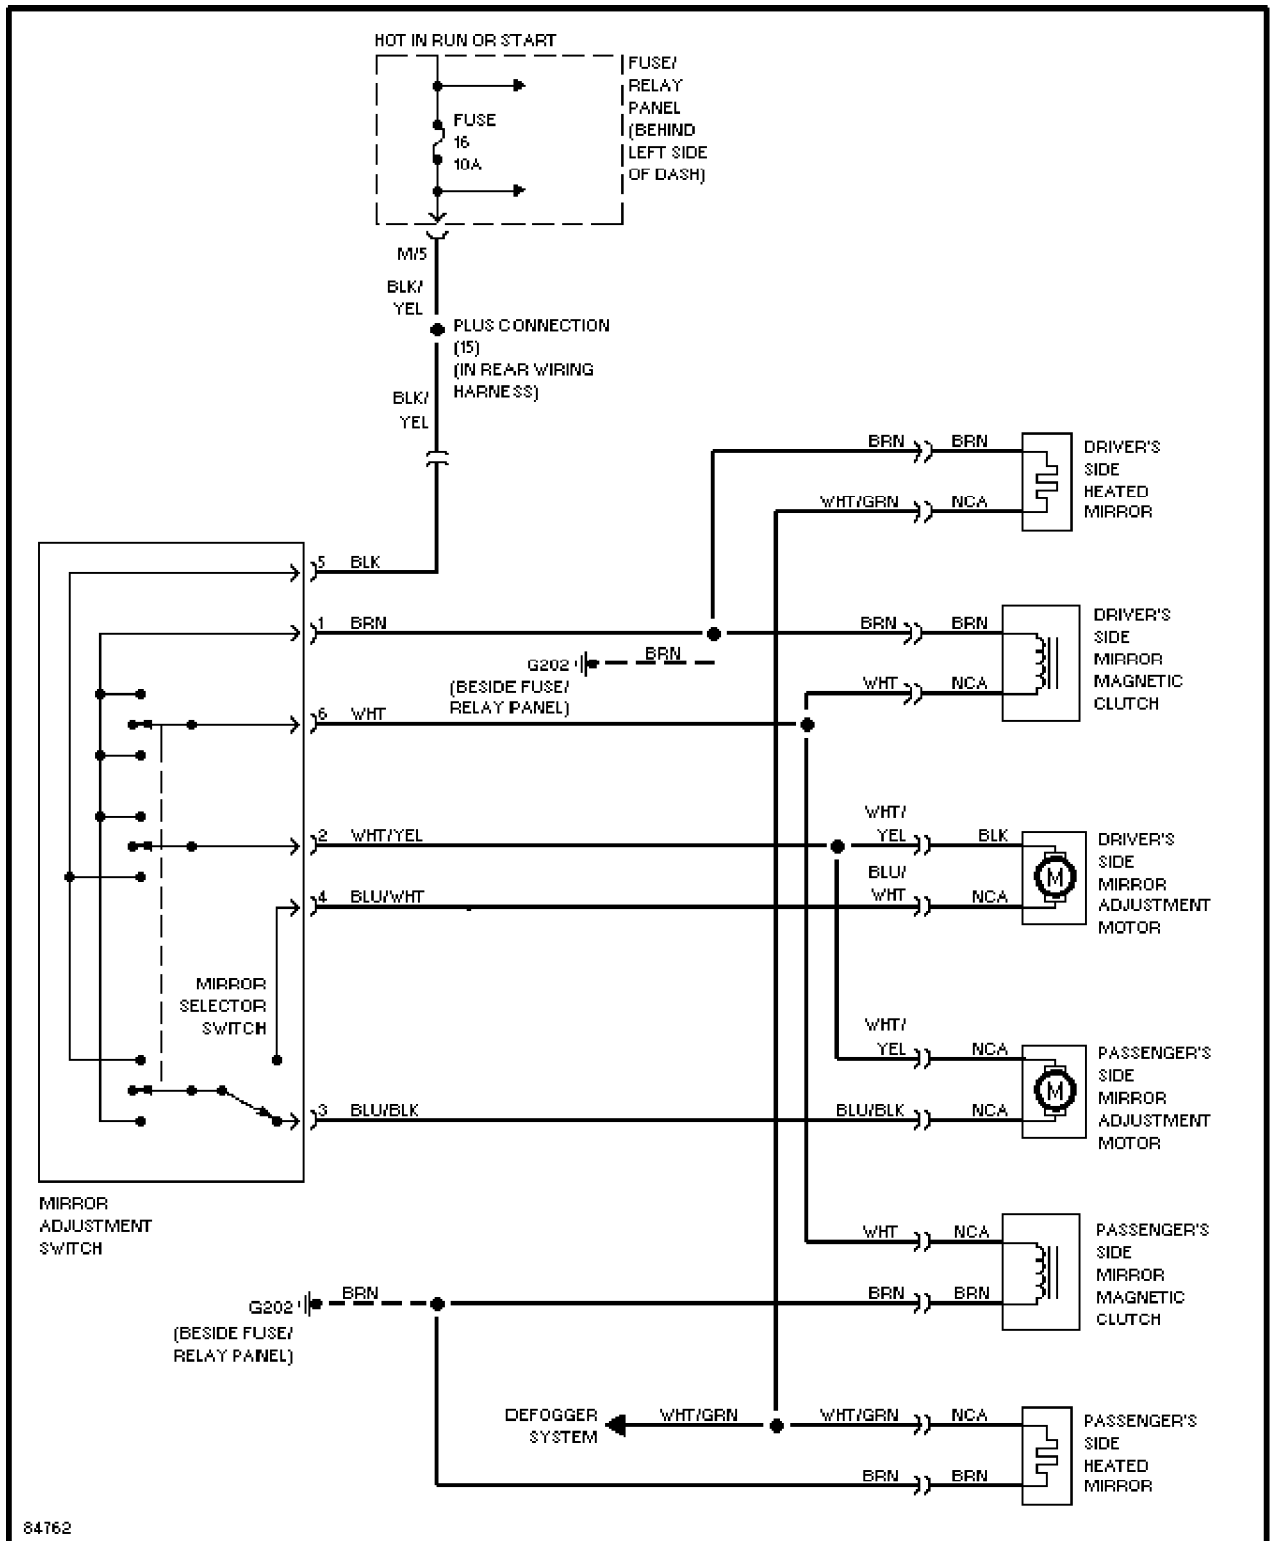 HOT IN RUN OR START
FUSE/
RELAY
PANEL
(BEHIND
LEFT SIDE
OF DASH)
FUSE
16
10A
M/5
BLK/
YEL
PLUS CONNECTION
(15)
(IN REAR WIRING
HARNESS)
BLK/
YEL
BRN BRN
DRIVER'S
SIDE
HEATED
MIRROR
WHT/GRN NCA
5 BLK
1 BRN
BRN BRN
DRIVER'S
SIDE
MIRROR
MAGNETIC
CLUTCH
G202 BRN
(BESIDE FUSE/
RELAY PANEL)
WHT NCA
6 WHT
WHT/
YEL BLK
2 WHT/YEL
DRIVER'S
SIDE
MIRROR
ADJUSTMENT
MOTOR
M
BLU/
WHT NCA
4 BLU/WHT
MIRROR
SELECTOR
SWITCH
WHT/
YEL NCA
PASSENGER'S
SIDE
MIRROR
ADJUSTMENT
MOTOR
M
3 BLU/BLK
BLU/BLK NCA
MIRROR
ADJUSTMENT
SWITCH
WHT NCA
PASSENGER'S
SIDE
MIRROR
MAGNETIC
CLUTCH
G202 BRN
(BESIDE FUSE/
RELAY PANEL)
BRN BRN
DEFOGGER
SYSTEM
WHT/GRN WHT/GRN NCA
PASSENGER'S
SIDE
HEATED
MIRROR
BRN BRN
84762